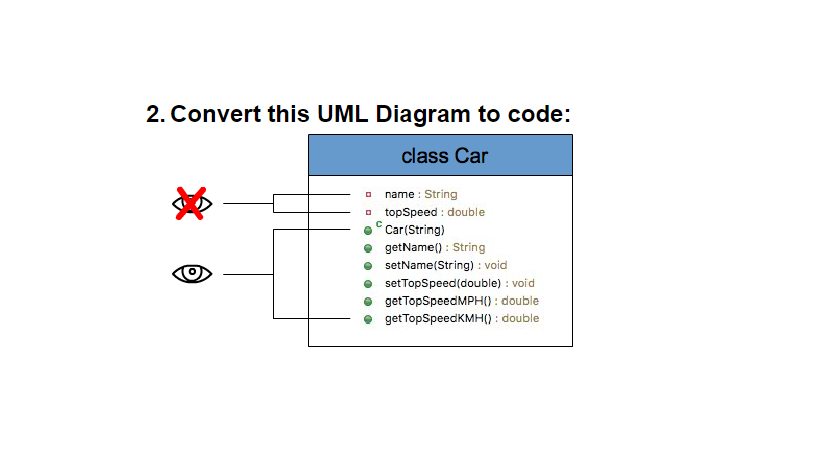 2. Convert this UML Diagram to code:
class Car
name : String
topSpeed : double
C Car(String)
getName() : String
setName(String) : void
setTopSpeed(double) : void
getTopSpeedMPH() : double
getTopSpeedKMH() : double